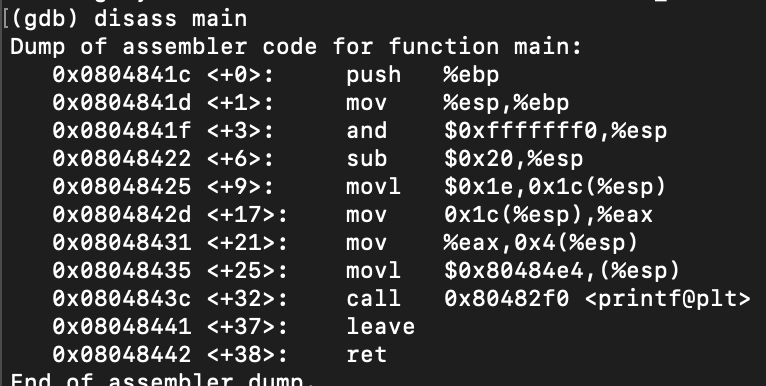 [(gdb) disass main
Dump of assembler code for function main:
   0x0804841c <+0>:     push   %ebp
   0x0804841d <+1>:     mov    %esp,%ebp
   0x0804841f <+3>:     and    $0xfffffff0,%esp
   0x08048422 <+6>:     sub    $0x20,%esp
   0x08048425 <+9>:     movl   $0x1e,0x1c(%esp)
   0x0804842d <+17>:    mov    0x1c(%esp),%eax
   0x08048431 <+21>:    mov    %eax,0x4(%esp)
   0x08048435 <+25>:    movl   $0x80484e4,(%esp)
   0x0804843c <+32>:    call   0x80482f0 <printf@plt>
   0x08048441 <+37>:    leave
   0x08048442 <+38>:    ret
End of assembler dump.